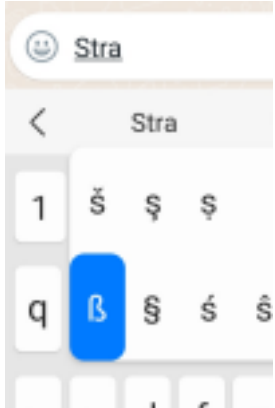 Stra
Stra
1 š ş ṣ
q ß § ś ŝ